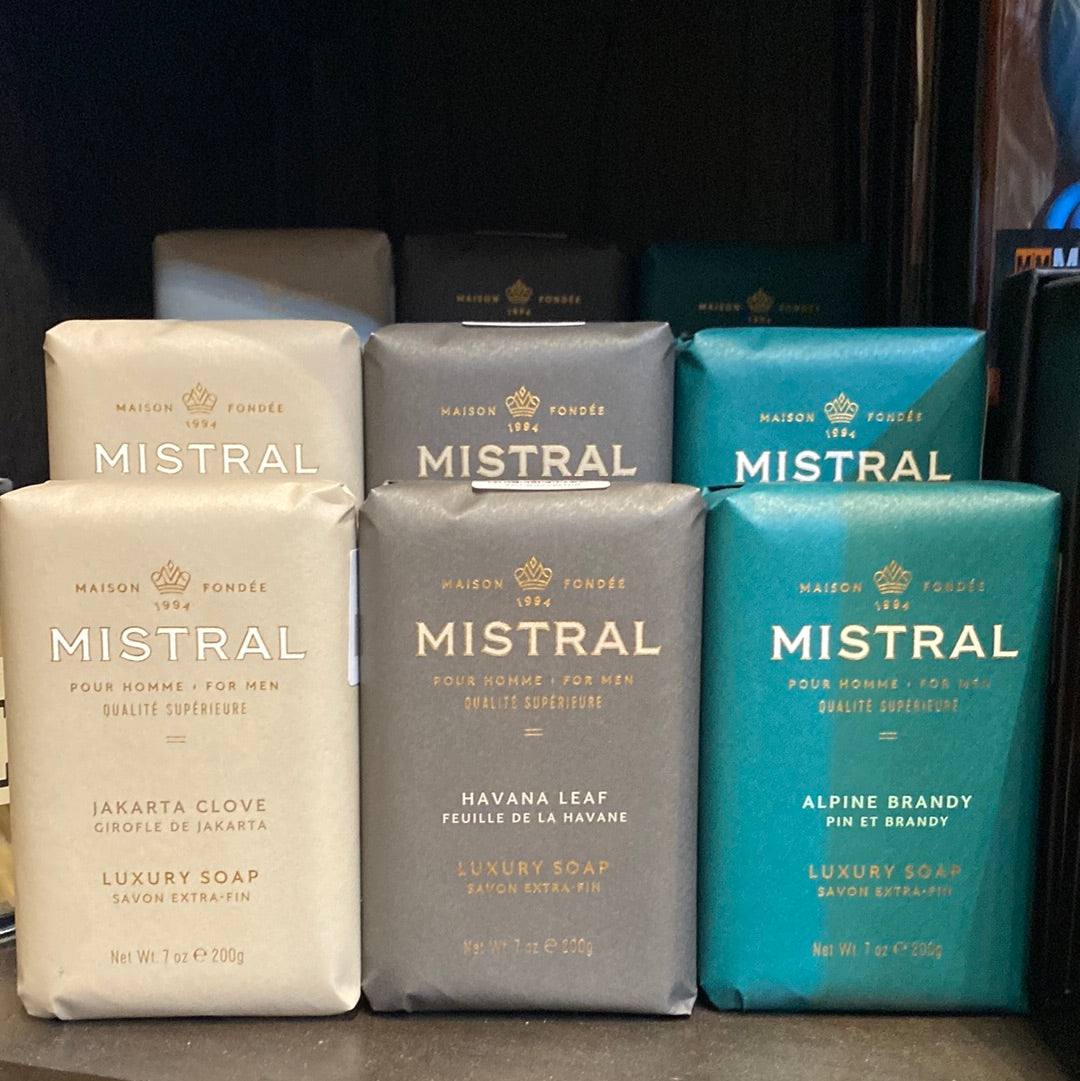 MAISON FONDÉE
MAISON FONDÉE
MAISON FONDÉE
1994
MISTRAL
MAISON FONDÉE
1994
MISTRAL
MAISON FONDÉE
1994
MISTRAL
MAISON FONDÉE
1994
MISTRAL
POUR HOMME • FOR MEN
QUALITÉ SUPÉRIEURE
JAKARTA CLOVE
GIROFLE DE JAKARTA
LUXURY SOAP
SAVON EXTRA-FIN
Net Wt. 7 oz ℮ 200g
MAISON FONDÉE
1994
MISTRAL
POUR HOMME • FOR MEN
QUALITÉ SUPÉRIEURE
HAVANA LEAF
FEUILLE DE LA HAVANE
LUXURY SOAP
SAVON EXTRA-FIN
Net Wt. 7 oz ℮ 200g
MAISON FONDÉE
1994
MISTRAL
POUR HOMME • FOR MEN
QUALITÉ SUPÉRIEURE
ALPINE BRANDY
PIN ET BRANDY
LUXURY SOAP
SAVON EXTRA-FIN
Net Wt. 7 oz ℮ 200g